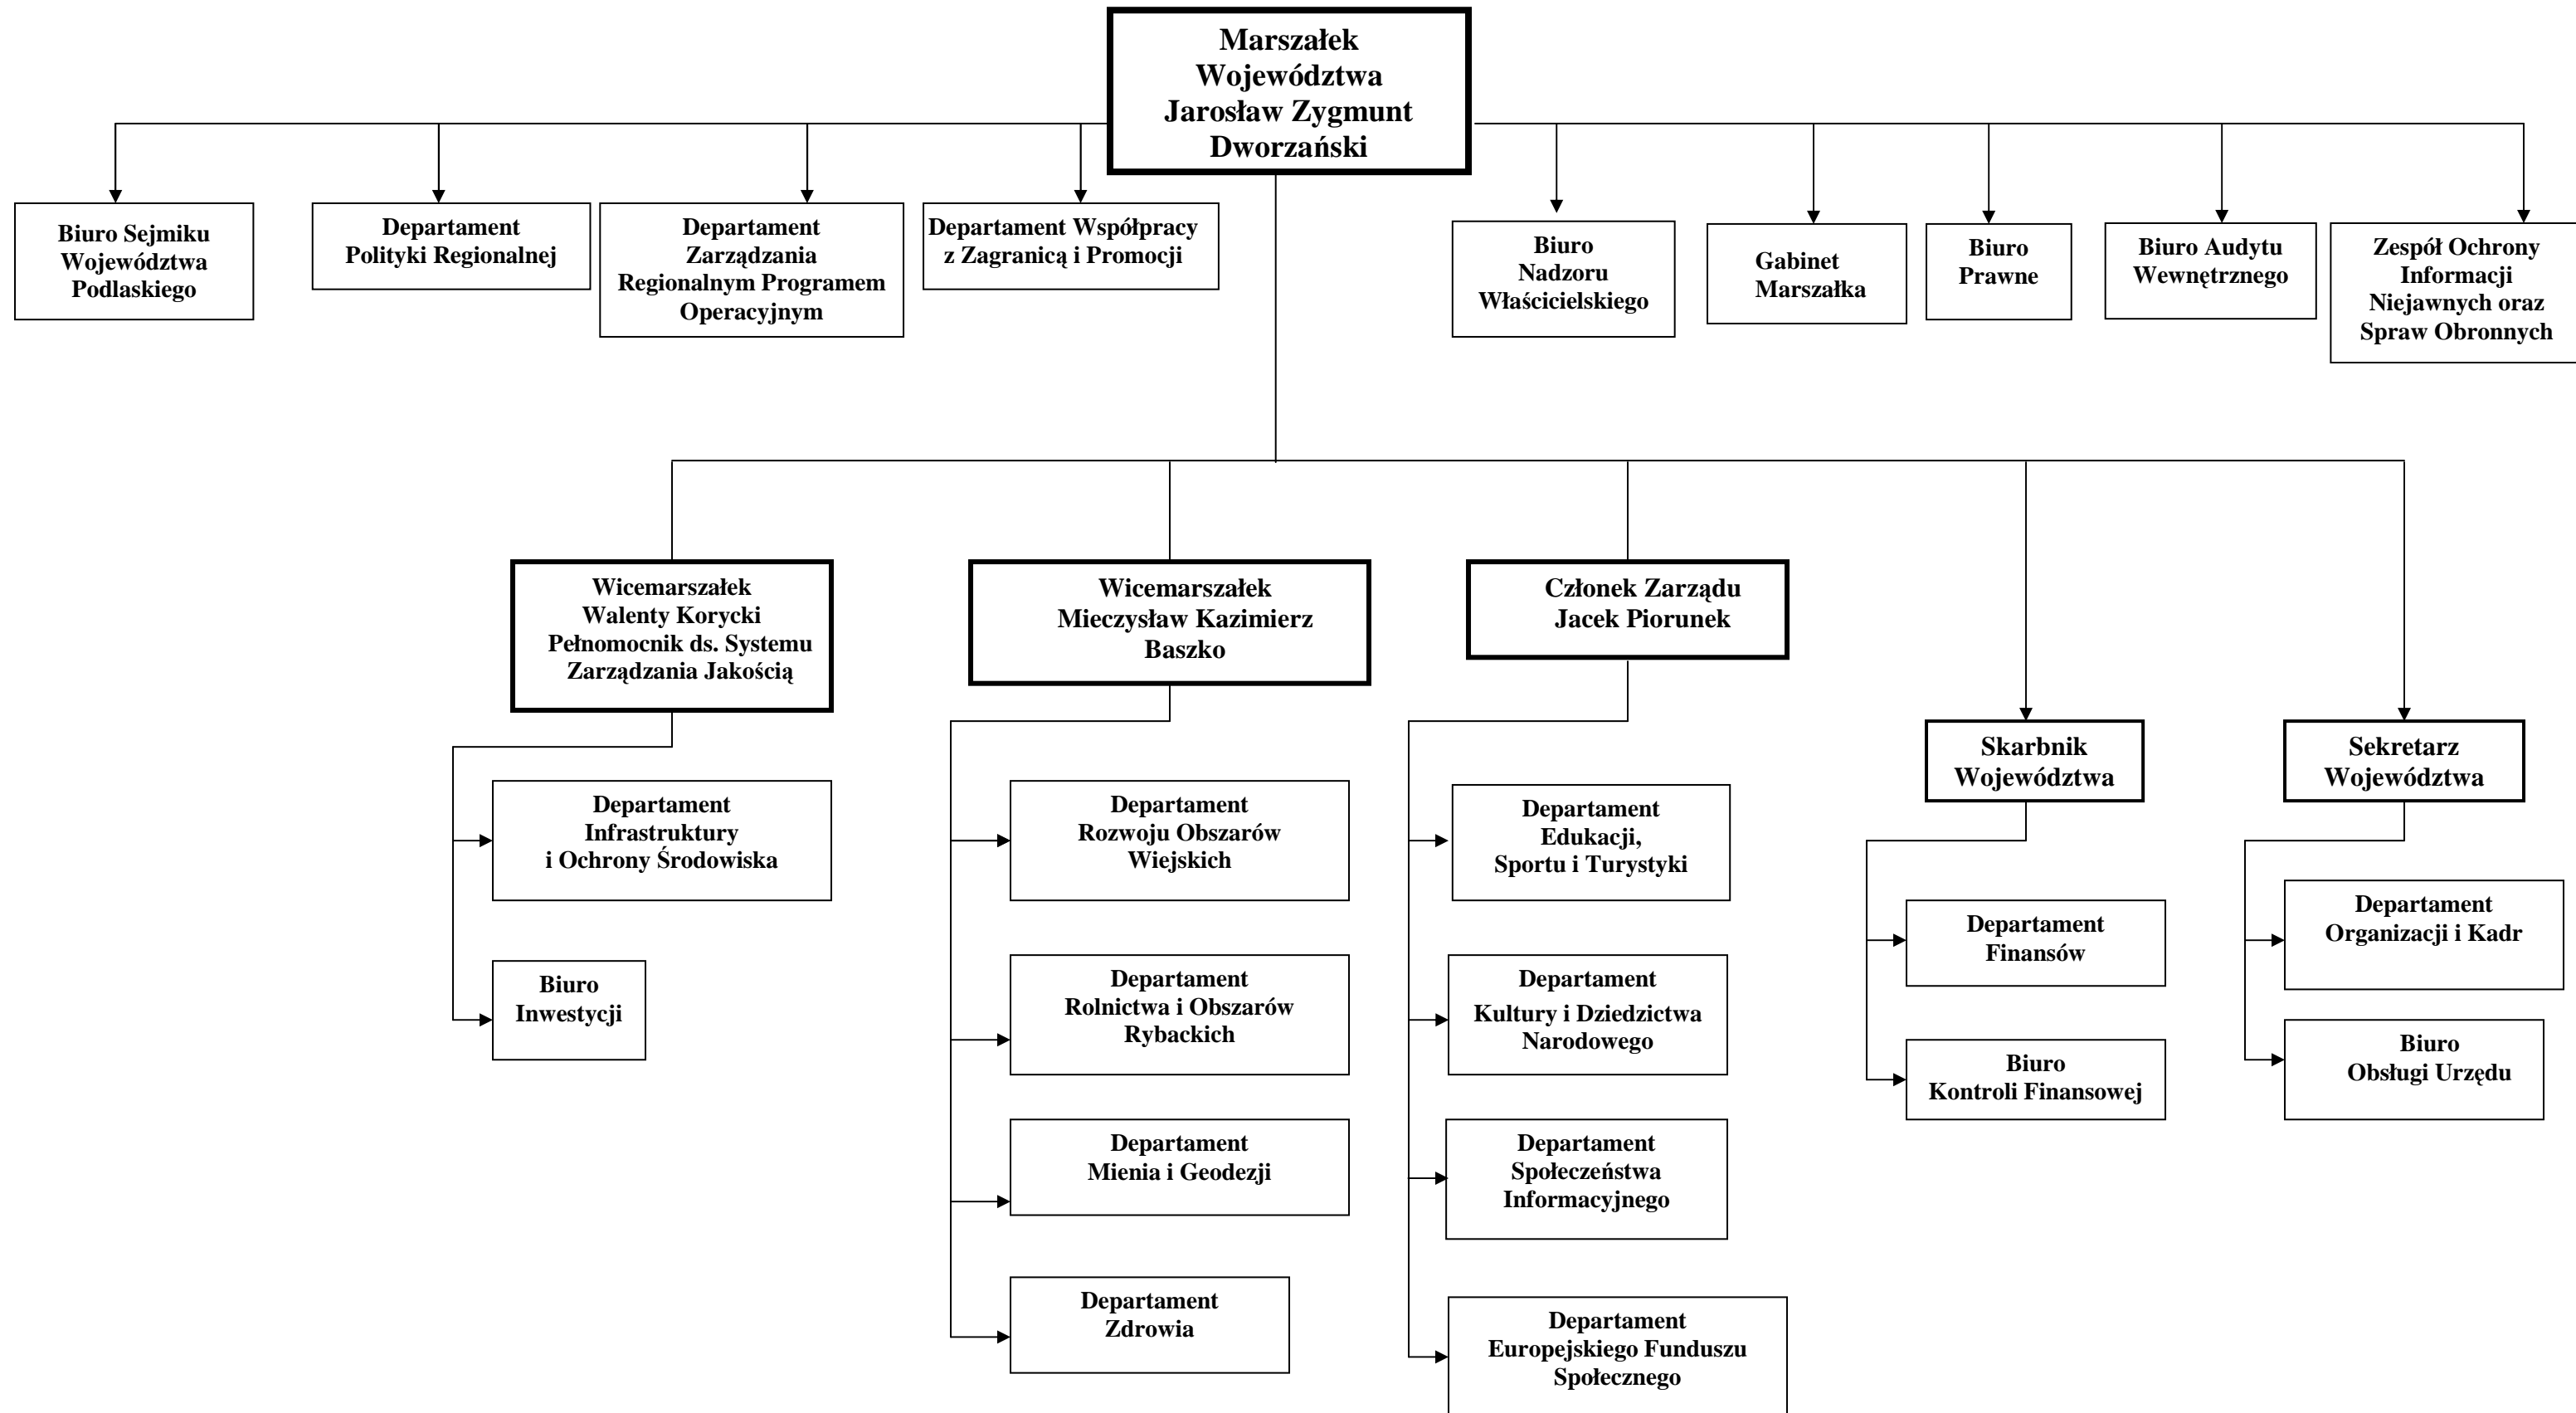 Marszałek
Województwa
Jarosław Zygmunt
Dworzański
Biuro Sejmiku
Województwa
Podlaskiego
Departament
Polityki Regionalnej
Departament
Zarządzania
Regionalnym Programem
Operacyjnym
Departament Współpracy
z Zagranicą i Promocji
Biuro
Nadzoru
Właścicielskiego
Gabinet
Marszałka
Biuro
Prawne
Biuro Audytu
Wewnętrznego
Zespół Ochrony
Informacji
Niejawnych oraz
Spraw Obronnych
Wicemarszałek
Walenty Korycki
Pełnomocnik ds. Systemu
Zarządzania Jakością
Departament
Infrastruktury
i Ochrony Środowiska
Biuro
Inwestycji
Wicemarszałek
Mieczysław Kazimierz
Baszko
Departament
Rozwoju Obszarów
Wiejskich
Departament
Rolnictwa i Obszarów
Rybackich
Departament
Mienia i Geodezji
Departament
Zdrowia
Członek Zarządu
Jacek Piorunek
Departament
Edukacji,
Sportu i Turystyki
Departament
Kultury i Dziedzictwa
Narodowego
Departament
Społeczeństwa
Informacyjnego
Departament
Europejskiego Funduszu
Społecznego
Skarbnik
Województwa
Departament
Finansów
Biuro
Kontroli Finansowej
Sekretarz
Województwa
Departament
Organizacji i Kadr
Biuro
Obsługi Urzędu